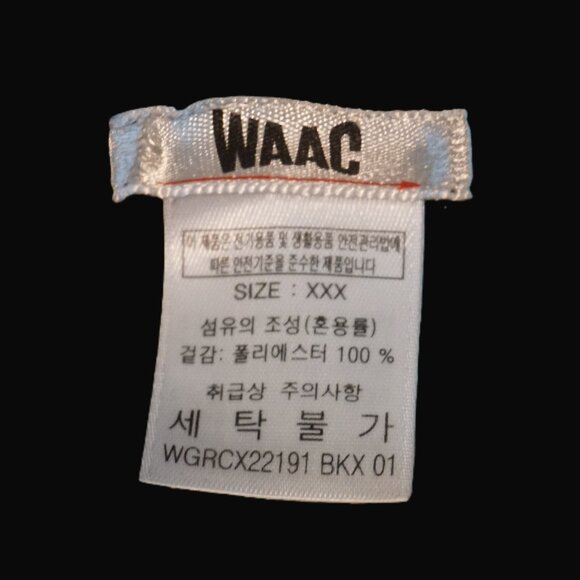 WAAC
이 제품은 전기용품 및 생활용품 안전관리법에
따른 안전기준을 준수한 제품입니다
SIZE : XXX
섬유의 조성(혼용률)
겉감: 폴리에스터 100 %
취급상 주의사항
세탁불가
WGRCX22191 BKX 01